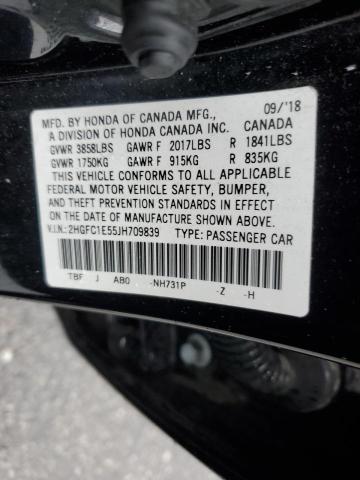 MFD. BY HONDA OF CANADA MFG., 09/'18
A DIVISION OF HONDA CANADA INC. CANADA
GVWR 3858LBS GAWR F 2017LBS R 1841LBS
GVWR 1750KG GAWR F 915KG R 835KG
THIS VEHICLE CONFORMS TO ALL APPLICABLE
FEDERAL MOTOR VEHICLE SAFETY, BUMPER,
AND THEFT PREVENTION STANDARDS IN EFFECT
ON THE DATE OF MANUFACTURE SHOWN ABOVE.
V.I.N.: 2HGFC1E55JH709839 TYPE: PASSENGER CAR
TBF J AB0 -NH731P -Z -H